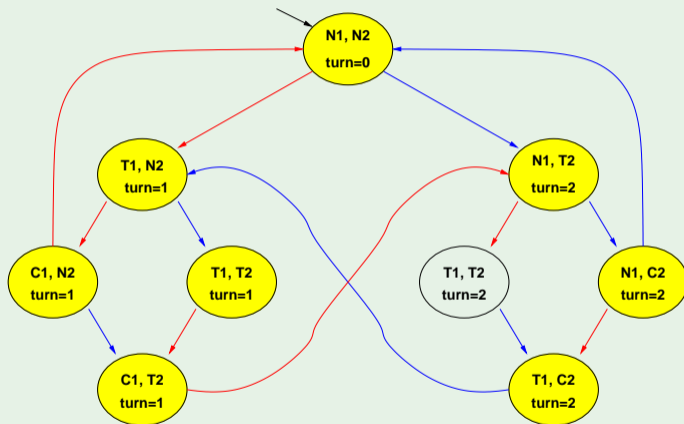 N1, N2
turn=0
T1, N2
turn=1
N1, T2
turn=2
C1, N2
turn=1
T1, T2
turn=1
T1, T2
turn=2
N1, C2
turn=2
C1, T2
turn=1
T1, C2
turn=2